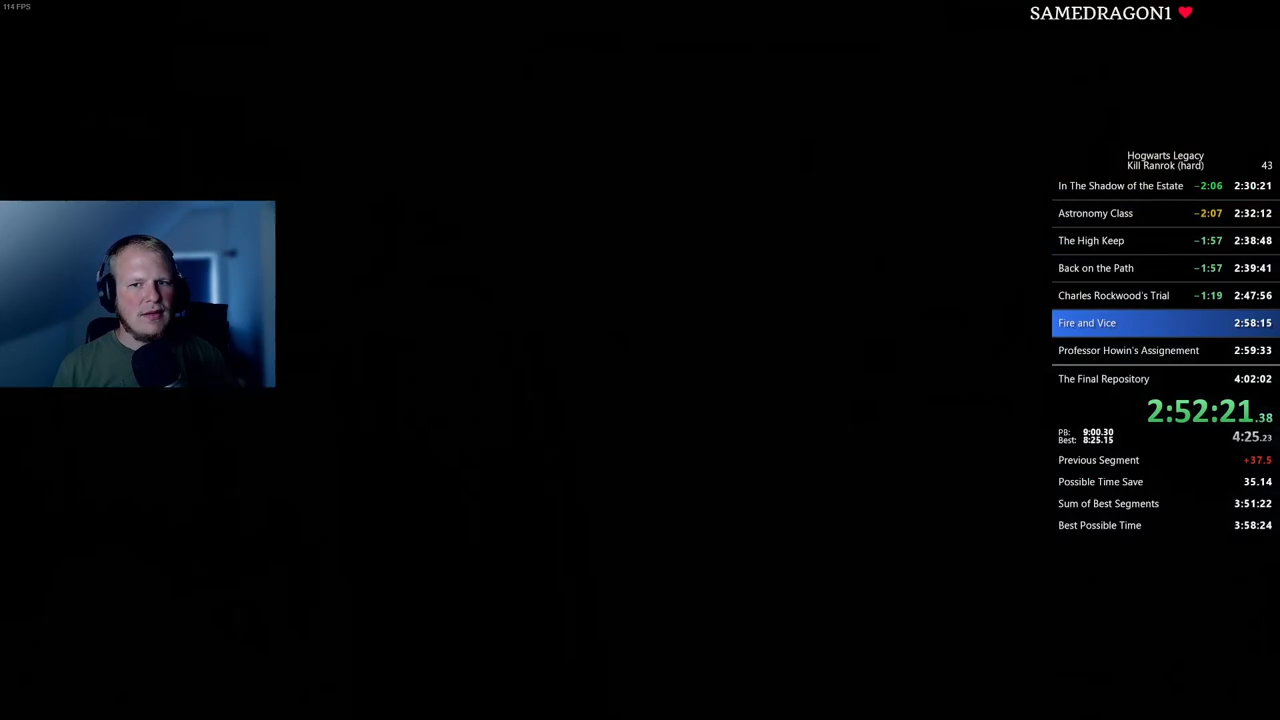 114 FPS
SAMEDRAGON1 ♥
Hogwarts Legacy
Kill Ranrok (hard) 43
In The Shadow of the Estate −2:06 2:30:21
Astronomy Class −2:07 2:32:12
The High Keep −1:57 2:38:48
Back on the Path −1:57 2:39:41
Charles Rockwood's Trial −1:19 2:47:56
Fire and Vice 2:58:15
Professor Howin's Assignement 2:59:33
The Final Repository 4:02:02
2:52:21.38
PB: 9:00.30
Best: 8:25.15 4:25.23
Previous Segment +37.5
Possible Time Save 35.14
Sum of Best Segments 3:51:22
Best Possible Time 3:58:24